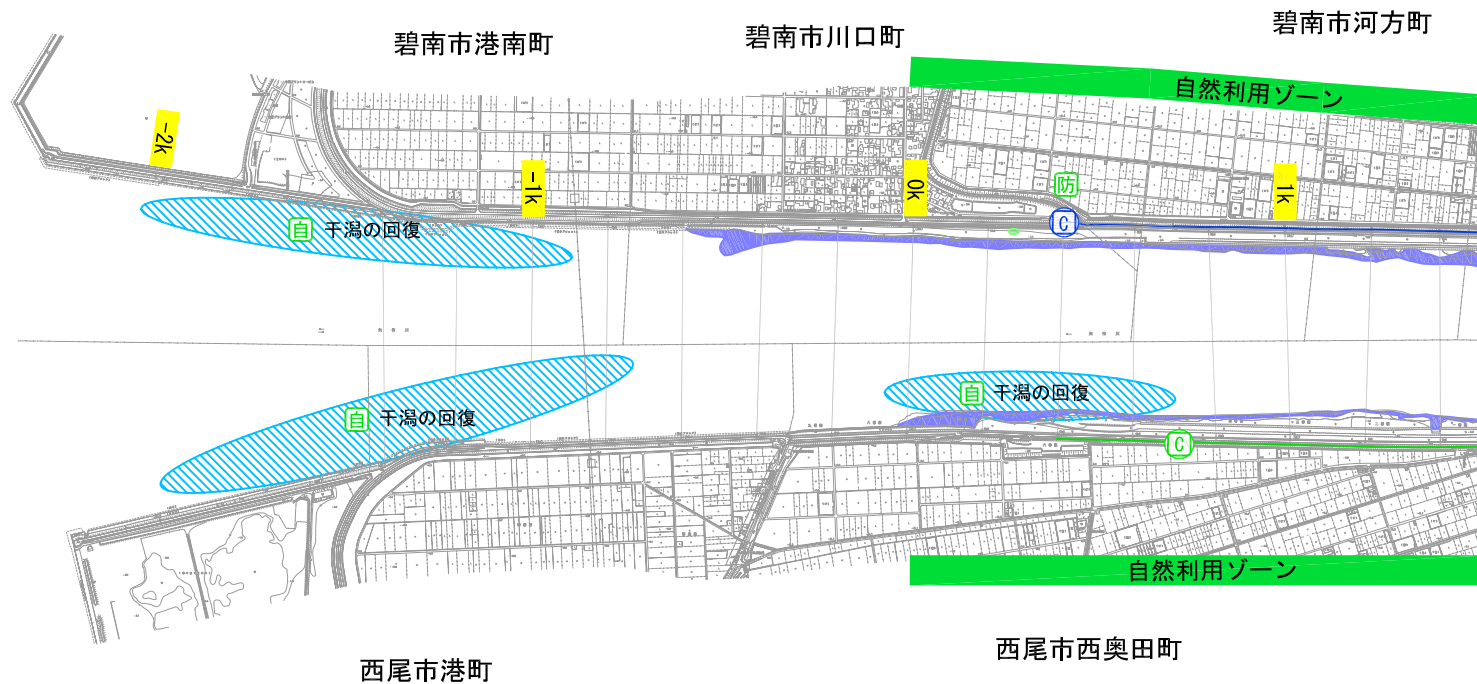 碧南市港南町
碧南市川口町
碧南市河方町
自然利用ゾーン
-2k
-1k
0k
1k
防
C
自 干潟の回復
自 干潟の回復
自 干潟の回復
C
自然利用ゾーン
西尾市港町
西尾市西奥田町